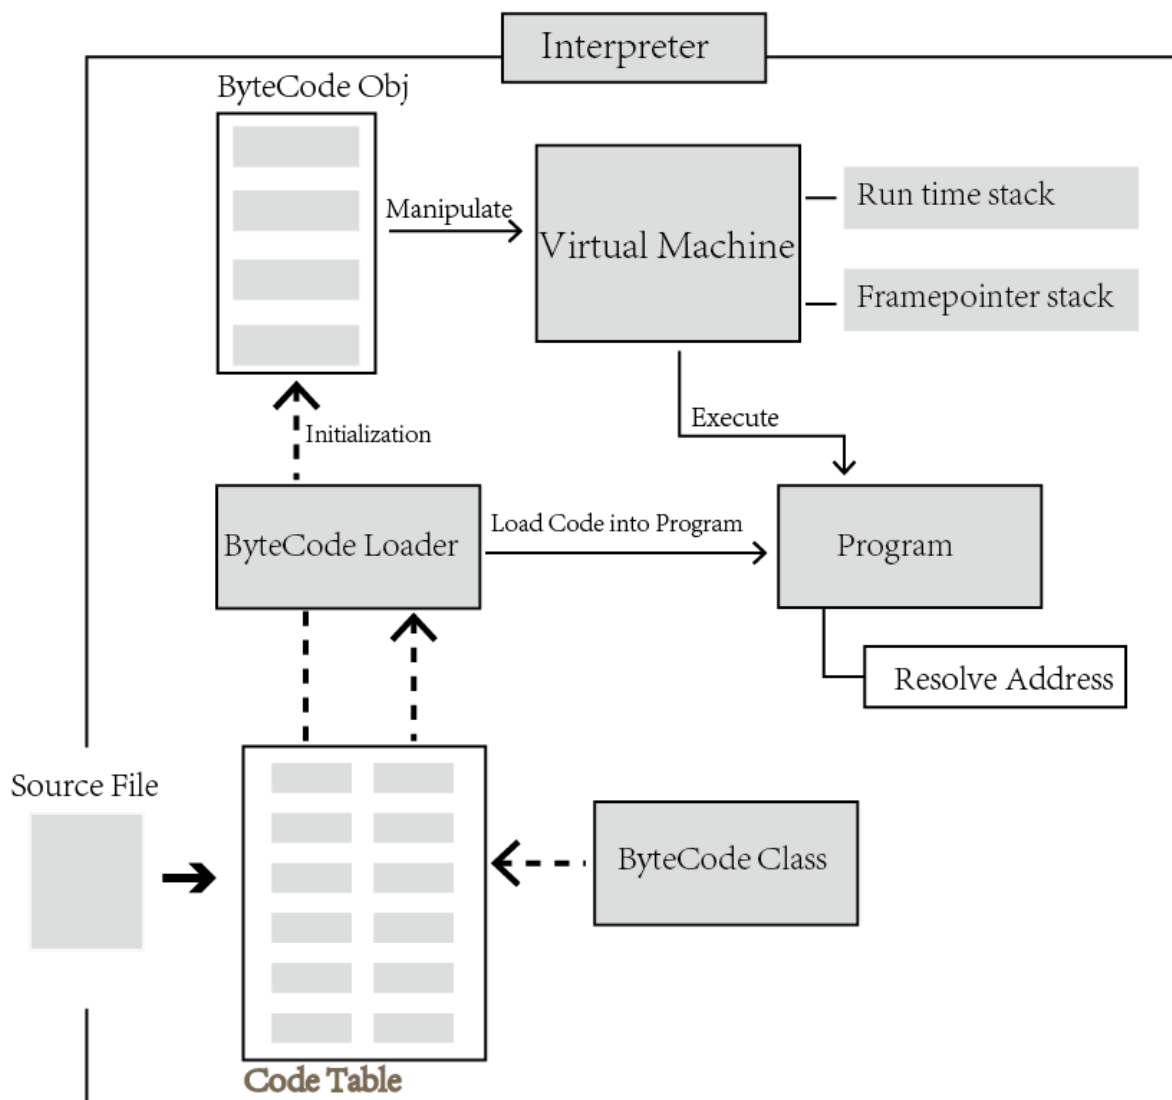 Interpreter
ByteCode Obj
Manipulate
Virtual Machine
Run time stack
Framepointer stack
Execute
Initialization
ByteCode Loader
Load Code into Program
Program
Resolve Address
Source File
ByteCode Class
Code Table